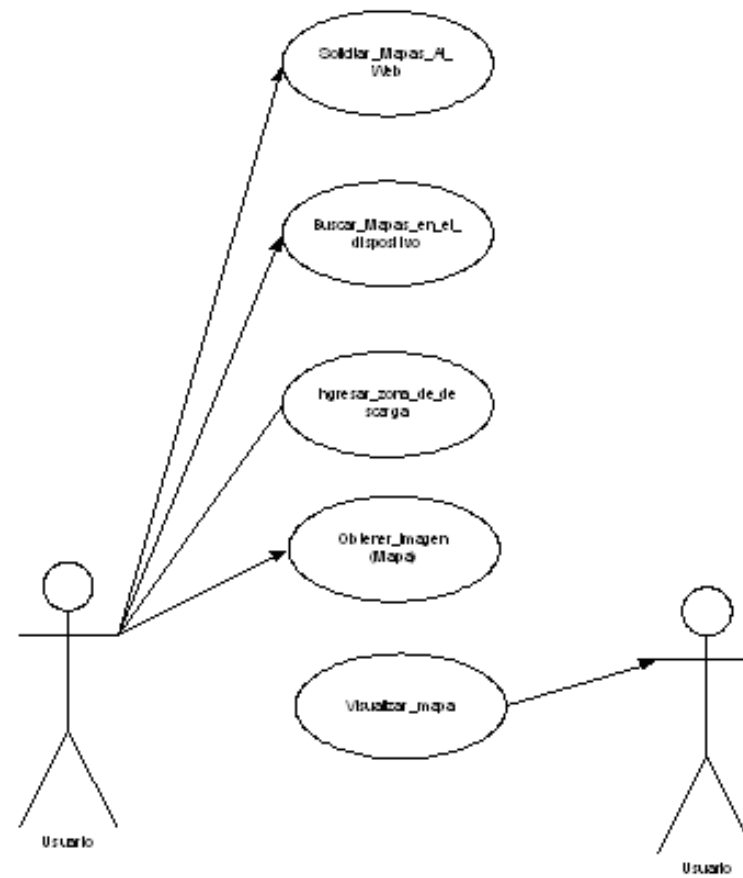 Solicitar_Mapas_Al_
Web
Buscar_Mapas_en_el_
dispositivo
Ingresar_zona_de_de
scarga
Obtener_Imagen
(Mapa)
Visualizar_mapa
Usuario
Usuario